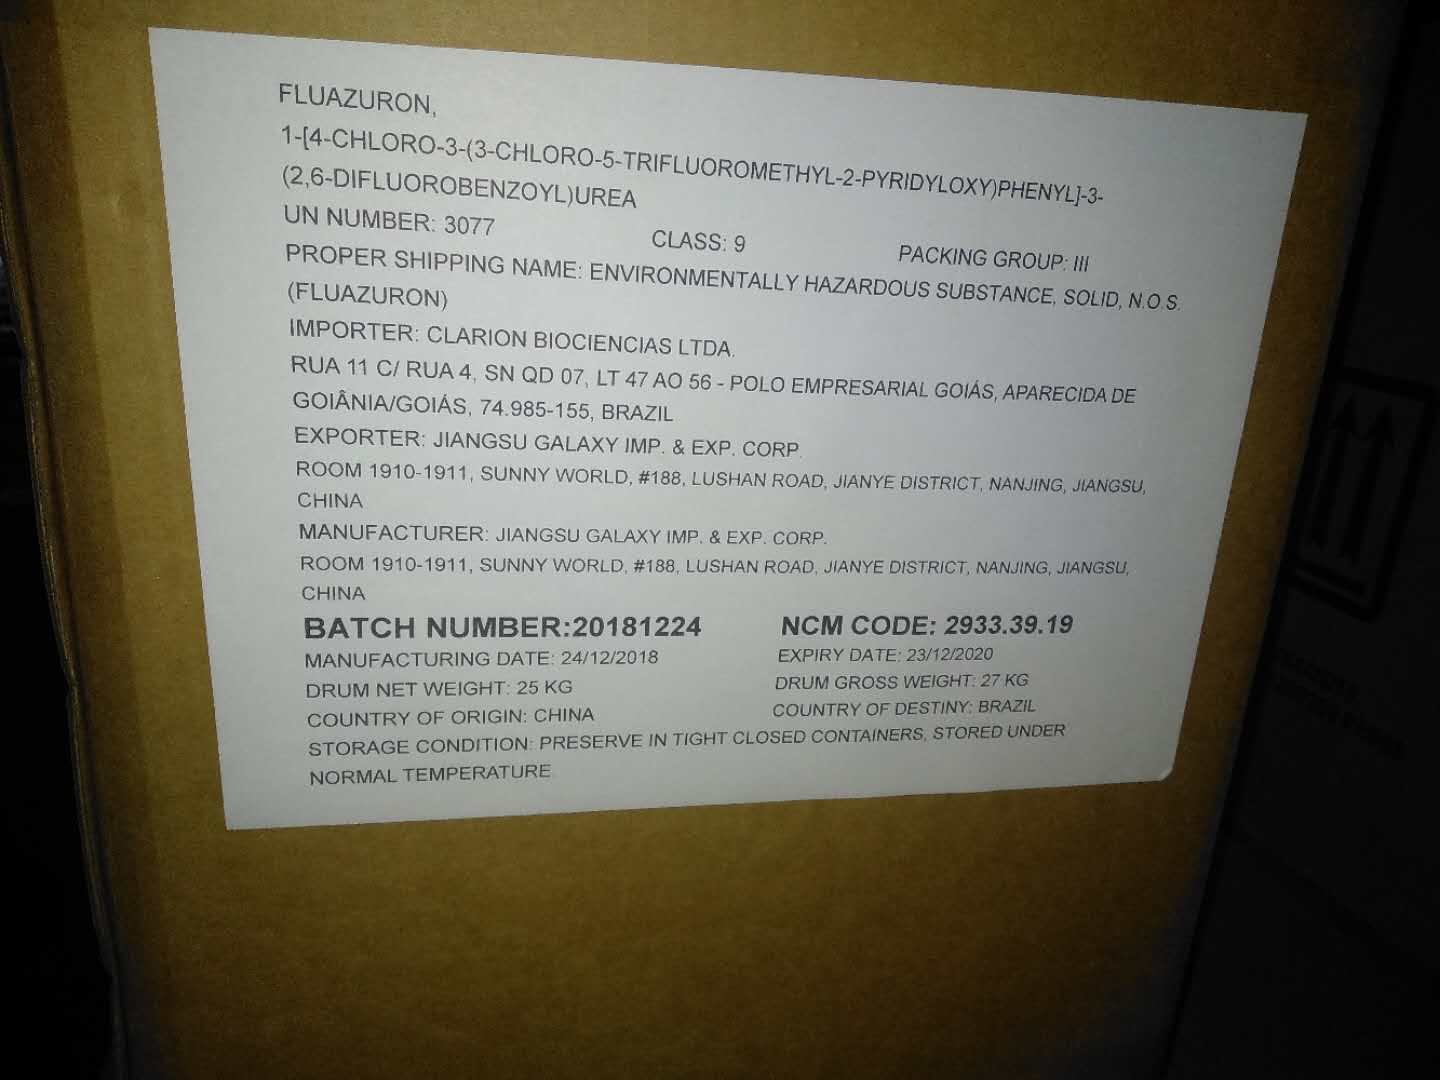 FLUAZURON,
1-[4-CHLORO-3-(3-CHLORO-5-TRIFLUOROMETHYL-2-PYRIDYLOXY)PHENYL]-3-
(2,6-DIFLUOROBENZOYL)UREA
UN NUMBER: 3077 CLASS: 9 PACKING GROUP: III
PROPER SHIPPING NAME: ENVIRONMENTALLY HAZARDOUS SUBSTANCE, SOLID, N.O.S.
(FLUAZURON)
IMPORTER: CLARION BIOCIENCIAS LTDA.
RUA 11 C/ RUA 4, SN QD 07, LT 47 AO 56 - POLO EMPRESARIAL GOIÁS, APARECIDA DE
GOIÂNIA/GOIÁS, 74.985-155, BRAZIL
EXPORTER: JIANGSU GALAXY IMP. & EXP. CORP.
ROOM 1910-1911, SUNNY WORLD, #188, LUSHAN ROAD, JIANYE DISTRICT, NANJING, JIANGSU,
CHINA
MANUFACTURER: JIANGSU GALAXY IMP. & EXP. CORP.
ROOM 1910-1911, SUNNY WORLD, #188, LUSHAN ROAD, JIANYE DISTRICT, NANJING, JIANGSU,
CHINA
BATCH NUMBER:20181224 NCM CODE: 2933.39.19
MANUFACTURING DATE: 24/12/2018 EXPIRY DATE: 23/12/2020
DRUM NET WEIGHT: 25 KG DRUM GROSS WEIGHT: 27 KG
COUNTRY OF ORIGIN: CHINA COUNTRY OF DESTINY: BRAZIL
STORAGE CONDITION: PRESERVE IN TIGHT CLOSED CONTAINERS, STORED UNDER
NORMAL TEMPERATURE.